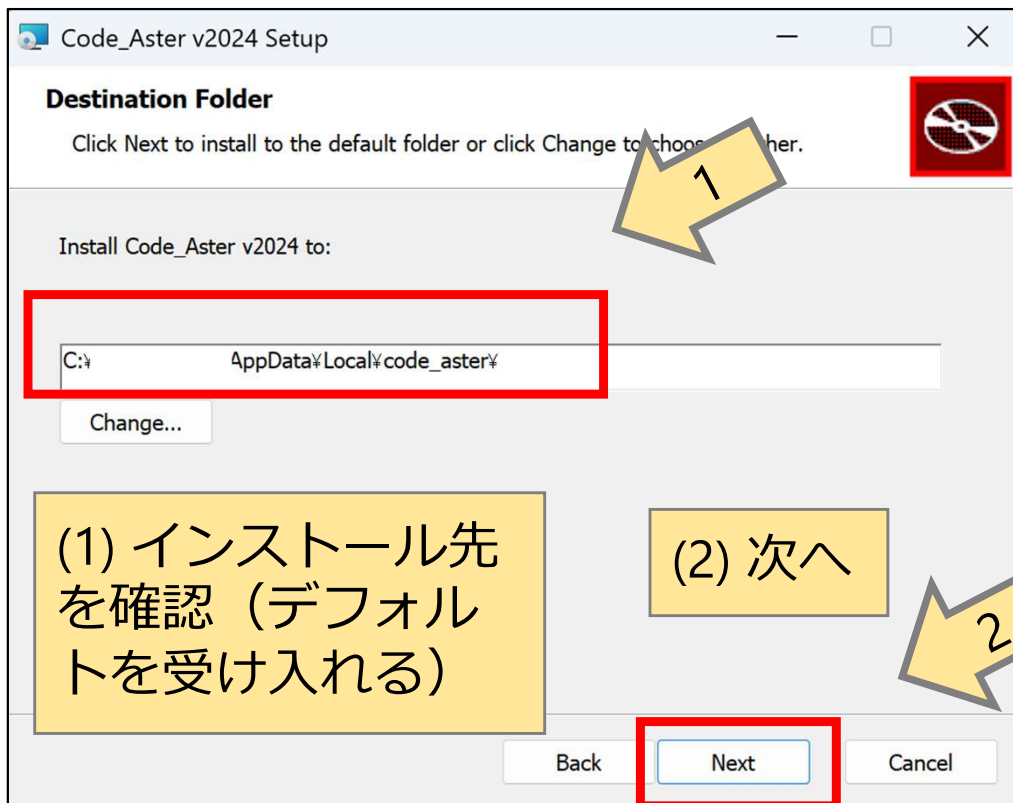 Code_Aster v2024 Setup
Destination Folder
Click Next to install to the default folder or click Change to her.
1
Install Code_Aster v2024 to:
C:¥ AppData¥Local¥code_aster¥
Change...
(1) インストール先
を確認（デフォル
トを受け入れる）
(2) 次へ
2
Back Next Cancel